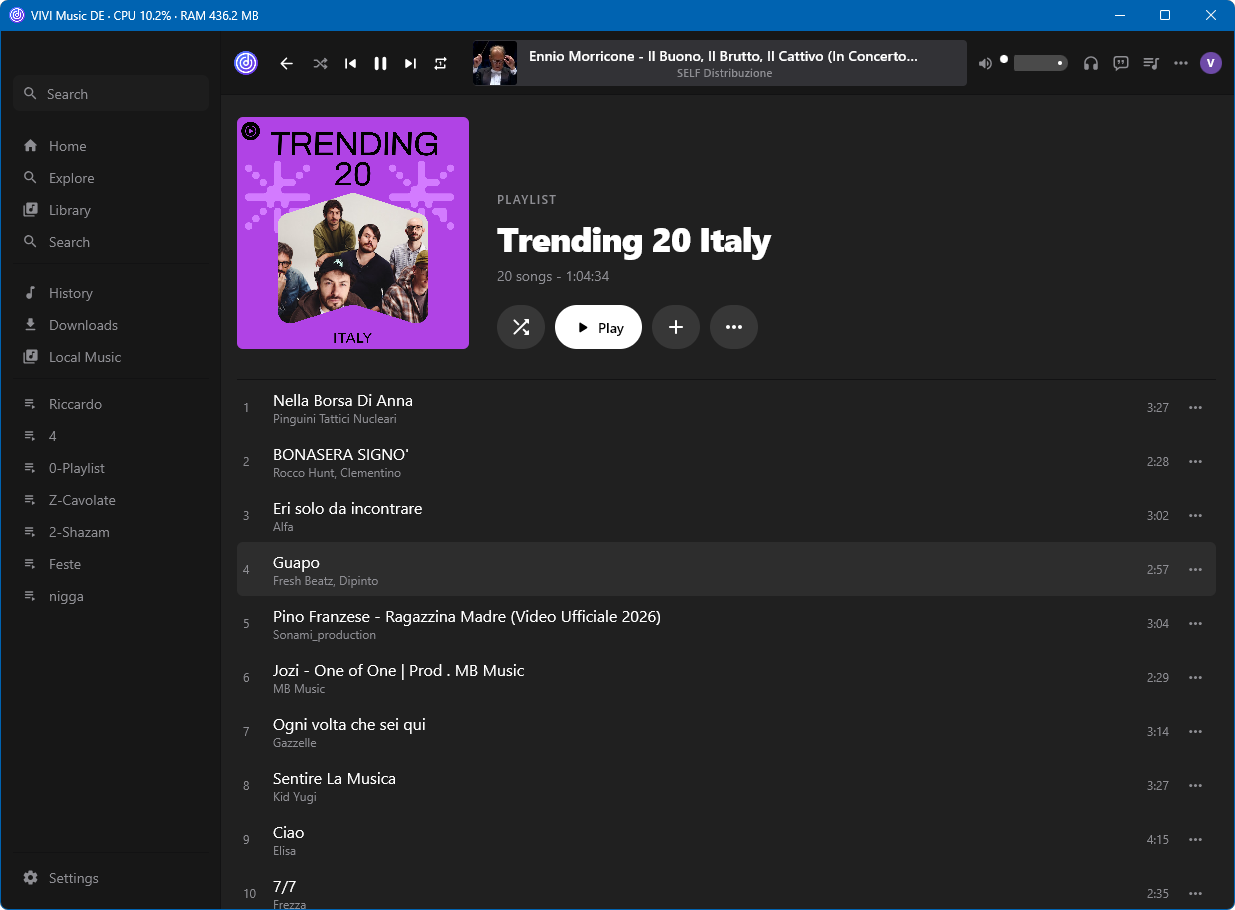 VIVI Music DE · CPU 10.2% · RAM 436.2 MB
Search
Home
Explore
Library
Search
History
Downloads
Local Music
Riccardo
4
0-Playlist
Z-Cavolate
2-Shazam
Feste
nigga
Settings
Ennio Morricone - Il Buono, Il Brutto, Il Cattivo (In Concerto...
SELF Distribuzione
V
TRENDING
20
ITALY
PLAYLIST
Trending 20 Italy
20 songs - 1:04:34
Play
1 Nella Borsa Di Anna 3:27
Pinguini Tattici Nucleari
2 BONASERA SIGNO' 2:28
Rocco Hunt, Clementino
3 Eri solo da incontrare 3:02
Alfa
4 Guapo 2:57
Fresh Beatz, Dipinto
5 Pino Franzese - Ragazzina Madre (Video Ufficiale 2026) 3:04
Sonami_production
6 Jozi - One of One | Prod . MB Music 2:29
MB Music
7 Ogni volta che sei qui 3:14
Gazzelle
8 Sentire La Musica 3:27
Kid Yugi
9 Ciao 4:15
Elisa
10 7/7 2:35
Frezza